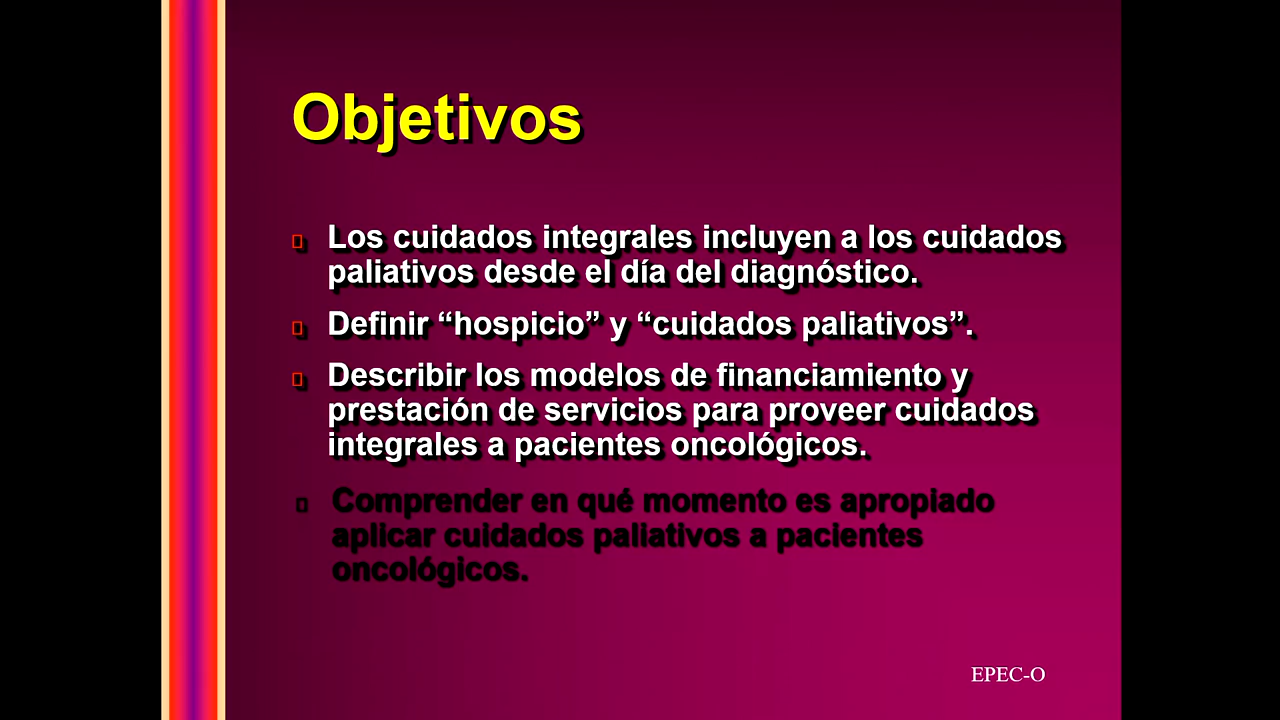 Objetivos
Los cuidados integrales incluyen a los cuidados
paliativos desde el día del diagnóstico.
Definir “hospicio” y “cuidados paliativos”.
Describir los modelos de financiamiento y
prestación de servicios para proveer cuidados
integrales a pacientes oncológicos.
Comprender en qué momento es apropiado
aplicar cuidados paliativos a pacientes
oncológicos.
EPEC-O